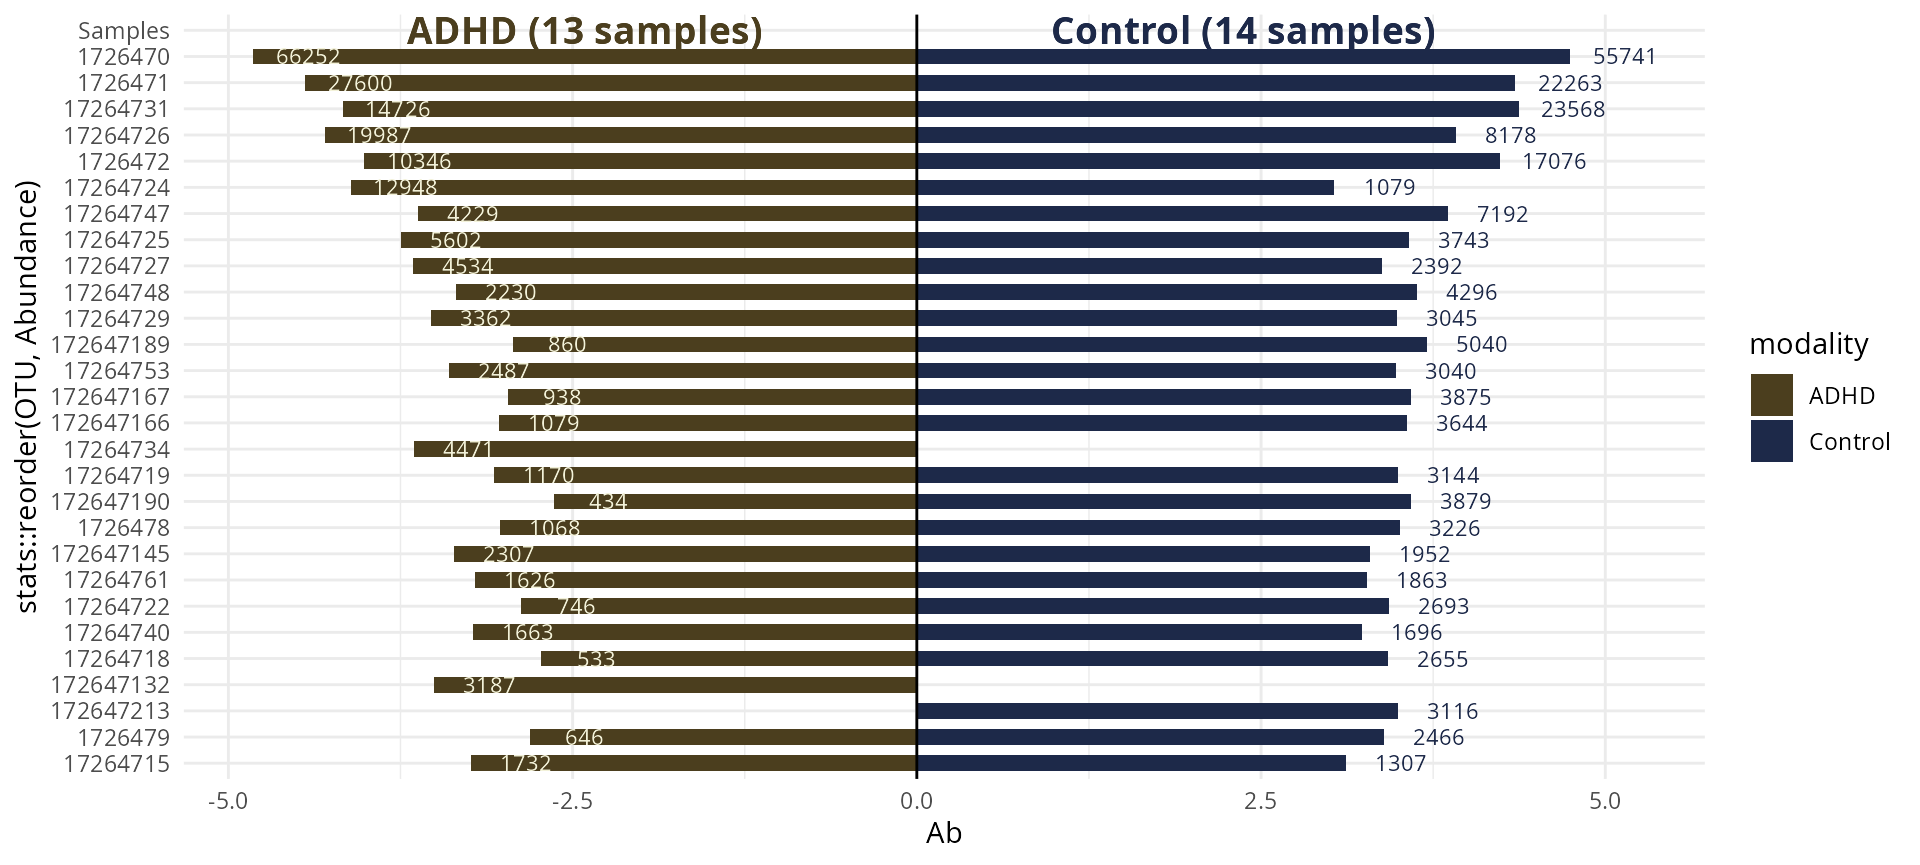 ADHD (13 samples) Control (14 samples)
Samples
1726470 66252 55741
1726471 27600 22263
17264731 14726 23568
17264726 19987 8178
1726472 10346 17076
17264724 12948 1079
17264747 4229 7192
17264725 5602 3743
17264727 4534 2392
17264748 2230 4296
17264729 3362 3045
172647189 860 5040
17264753 2487 3040
172647167 938 3875
172647166 1079 3644
17264734 4471
17264719 1170 3144
172647190 434 3879
1726478 1068 3226
172647145 2307 1952
17264761 1626 1863
17264722 746 2693
17264740 1663 1696
17264718 533 2655
172647132 3187
172647213 3116
1726479 646 2466
17264715 1732 1307
-5.0 -2.5 0.0 2.5 5.0
Ab
stats::reorder(OTU, Abundance)
modality
ADHD
Control